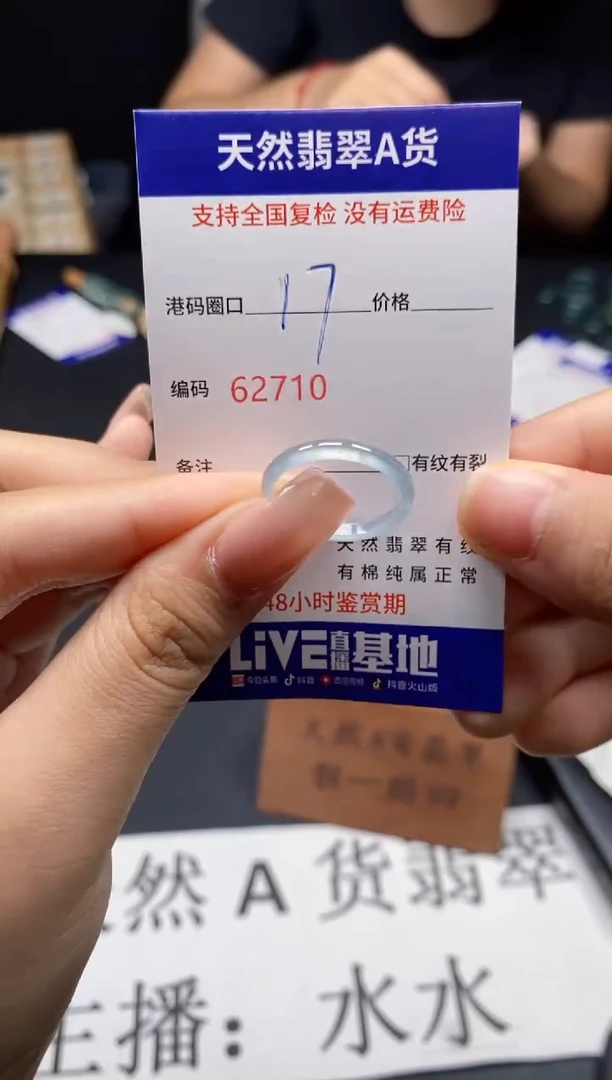 天然翡翠A货
支持全国复检 没有运费险
港码圈口 17 价格
编码 62710
备注 □有纹有裂
天然翡翠有纹
有棉纯属正常
48小时鉴赏期
LiVE直播基地
今日头条 抖音 西瓜视频 抖音火山版
然 A 货翡翠
主播：水水